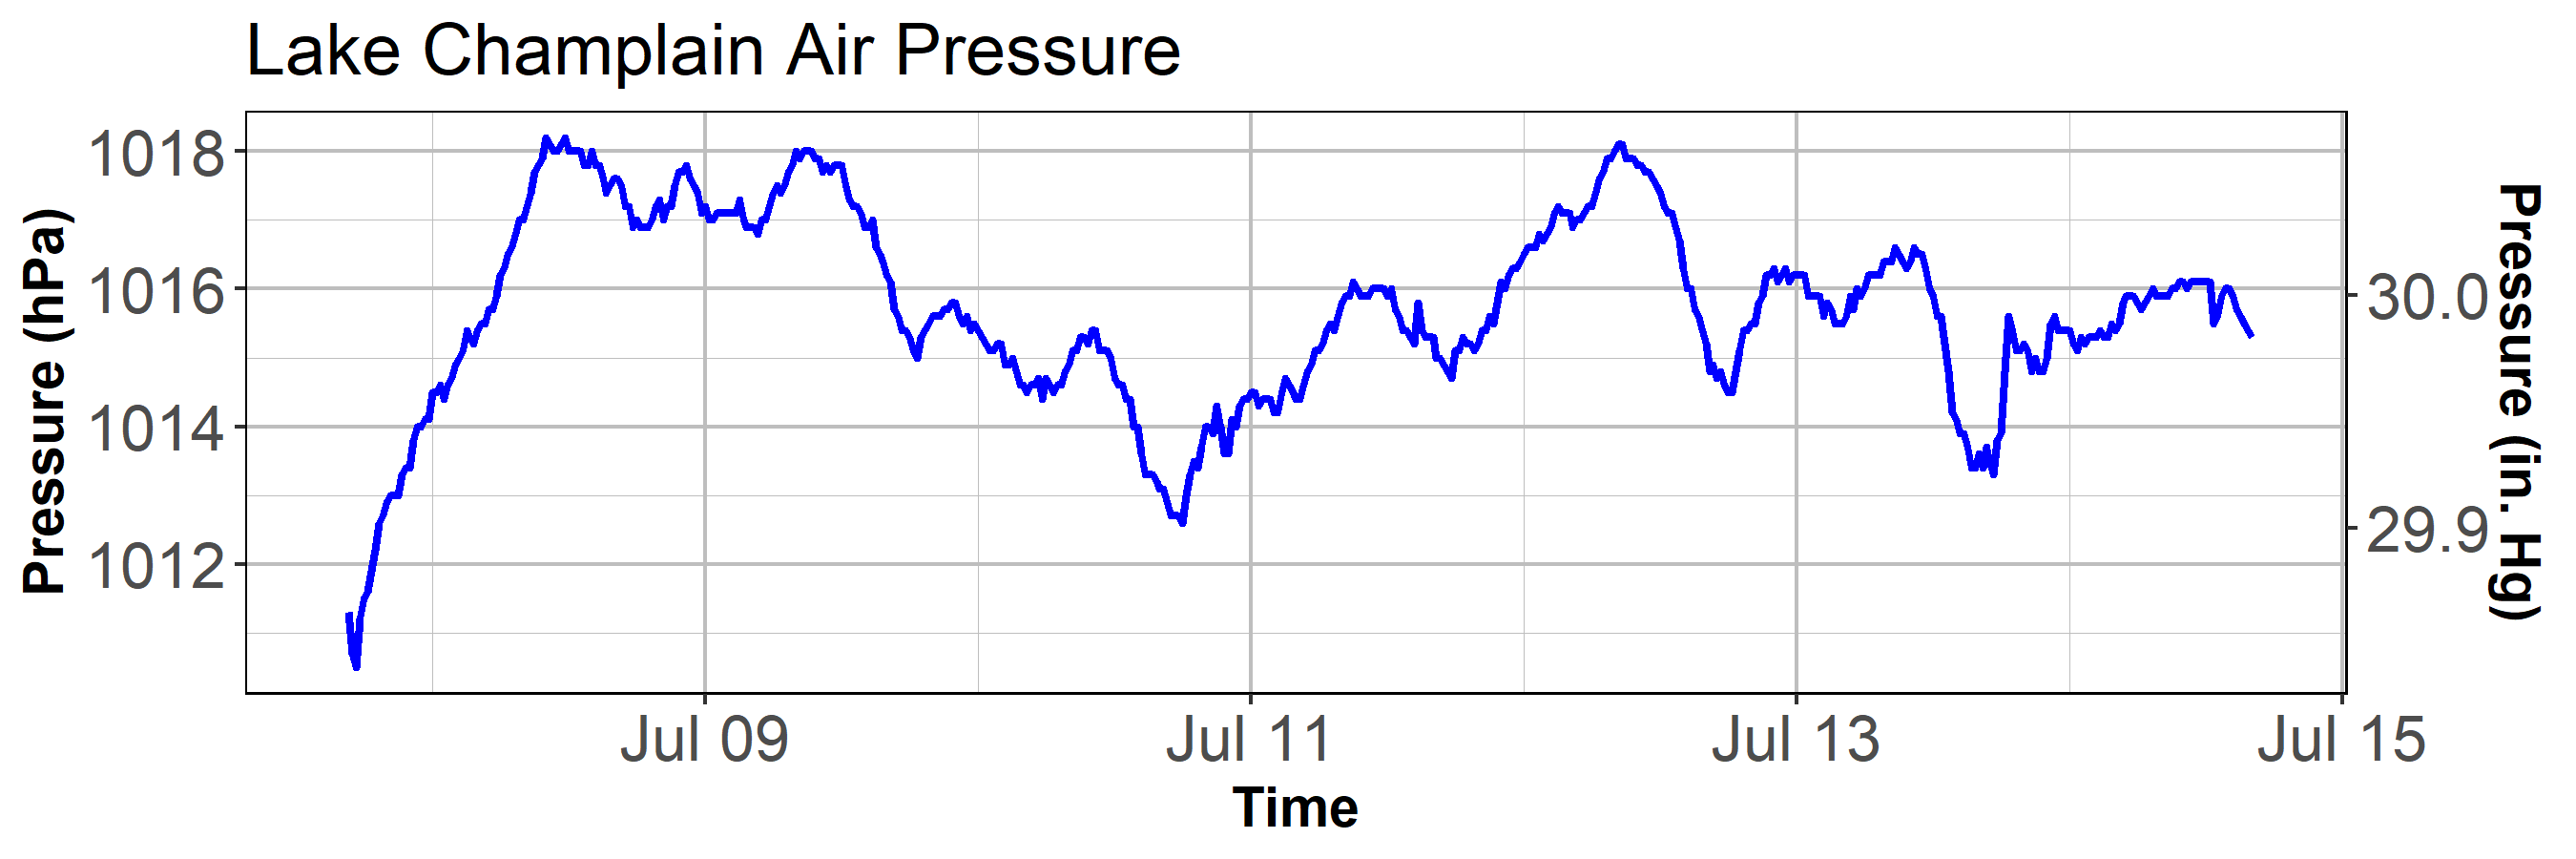 Lake Champlain Air Pressure
Pressure (hPa)
1018
1016
1014
1012
30.0
29.9
Pressure (in. Hg)
Jul 09
Jul 11
Jul 13
Jul 15
Time